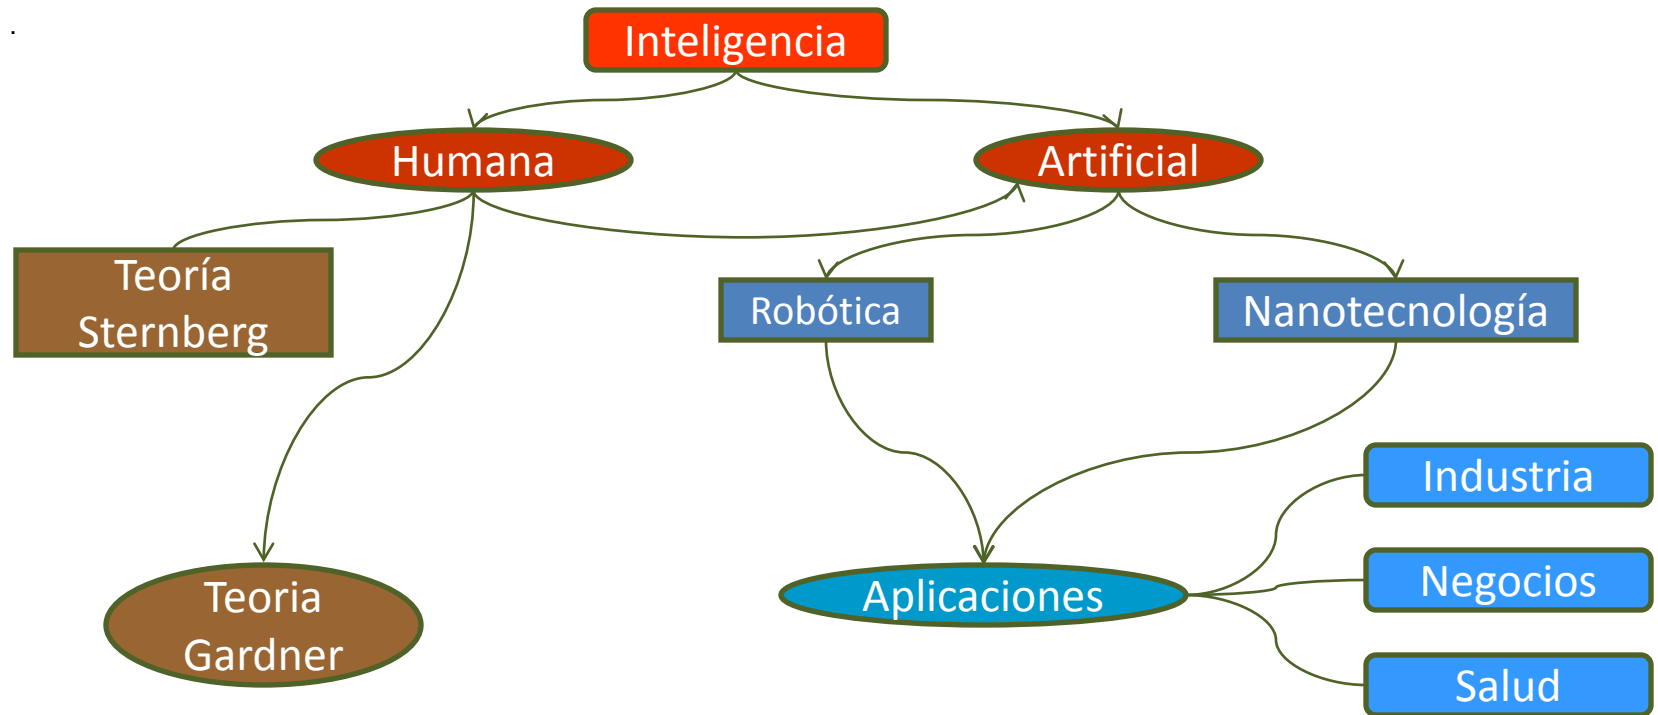 .
Inteligencia
Humana
Artificial
Teoría
Sternberg
Robótica
Nanotecnología
Industria
Negocios
Aplicaciones
Teoria
Gardner
Salud